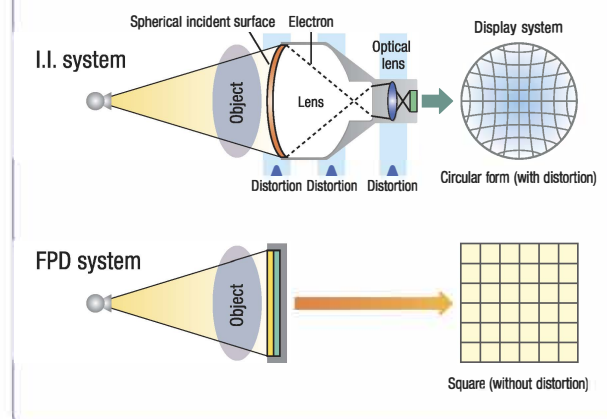 Spherical incident surface
Electron
Display system
I.I. system
Optical
lens
Object
Lens
Distortion
Distortion
Distortion
Circular form (with distortion)
FPD system
Object
Square (without distortion)